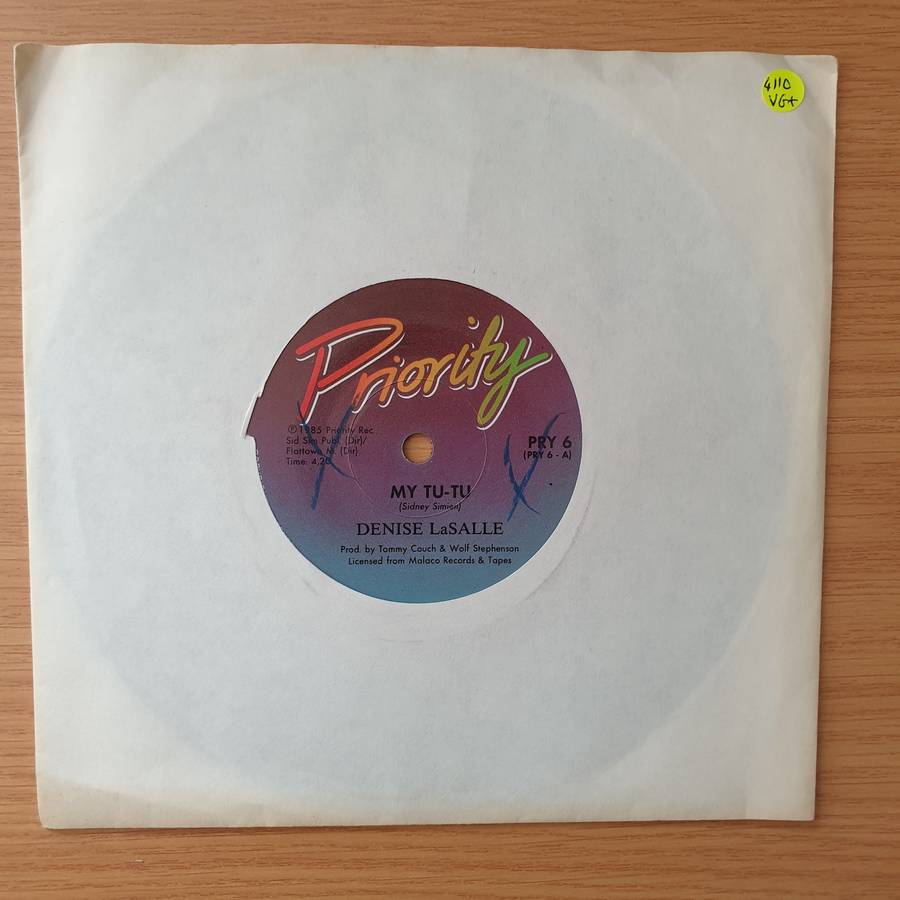 4110
VG+
Priority
℗ 1985 Priority Rec.
Sid Sim Publ. (Dir)/
Flattown M. (Dir).
Time: 4,20
PRY 6
(PRY 6 - A)
MY TU-TU
(Sidney Simien)
DENISE LaSALLE
Prod. by Tommy Couch & Wolf Stephenson
Licensed from Malaco Records & Tapes